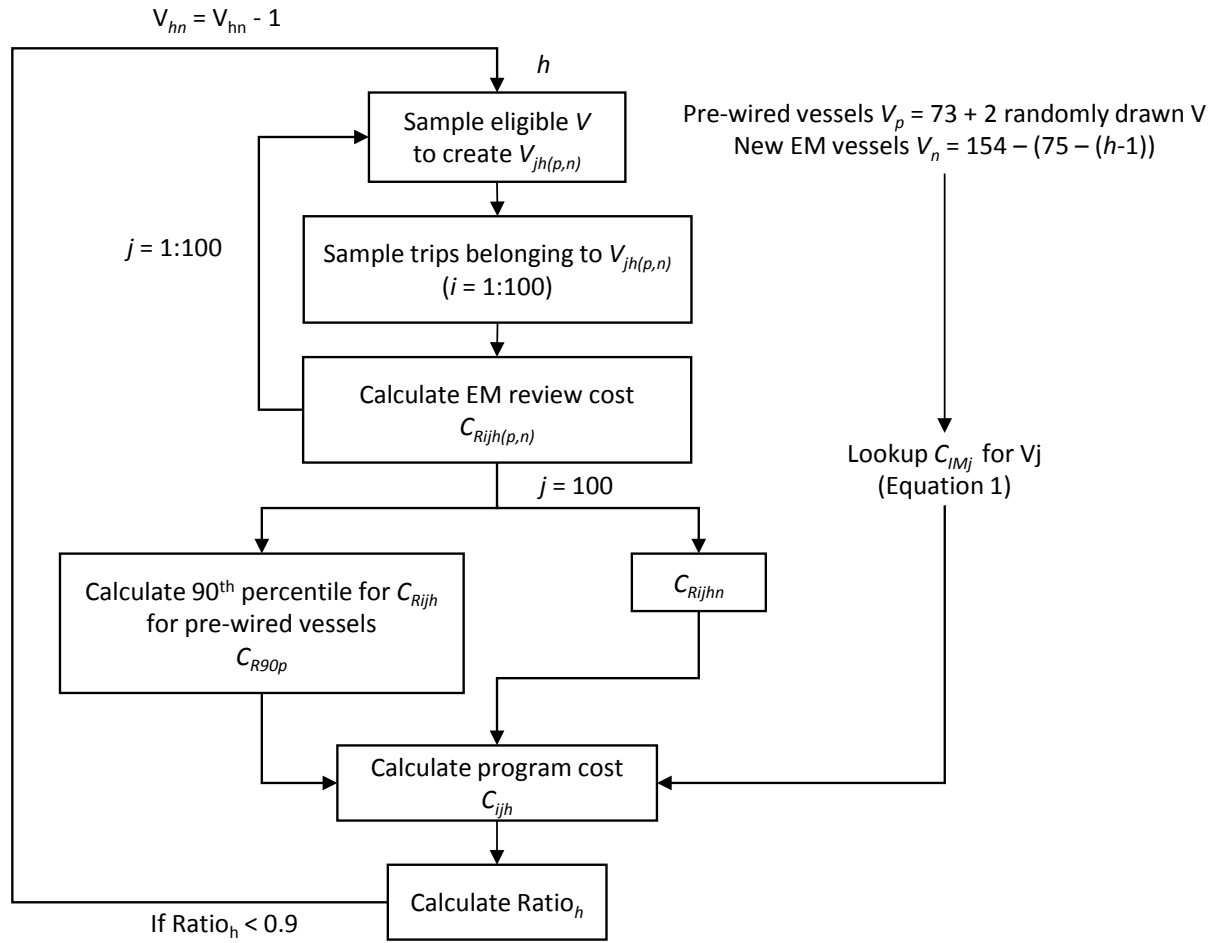 V_hn = V_hn - 1
h
Sample eligible V
to create V_jh(p,n)
Pre-wired vessels V_p = 73 + 2 randomly drawn V
New EM vessels V_n = 154 – (75 – (h-1))
j = 1:100
Sample trips belonging to V_jh(p,n)
(i = 1:100)
Calculate EM review cost
C_Rijh(p,n)
Lookup C_IMj for Vj
(Equation 1)
j = 100
Calculate 90th percentile for C_Rijh
for pre-wired vessels
C_R90p
C_Rijhn
Calculate program cost
C_ijh
Calculate Ratio_h
If Ratio_h < 0.9